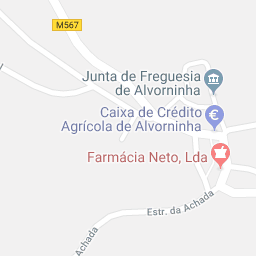 M567
Junta de Freguesia
de Alvorninha
Caixa de Crédito
Agrícola de Alvorninha
€
Farmácia Neto, Lda
Estr. da Achada
Achada